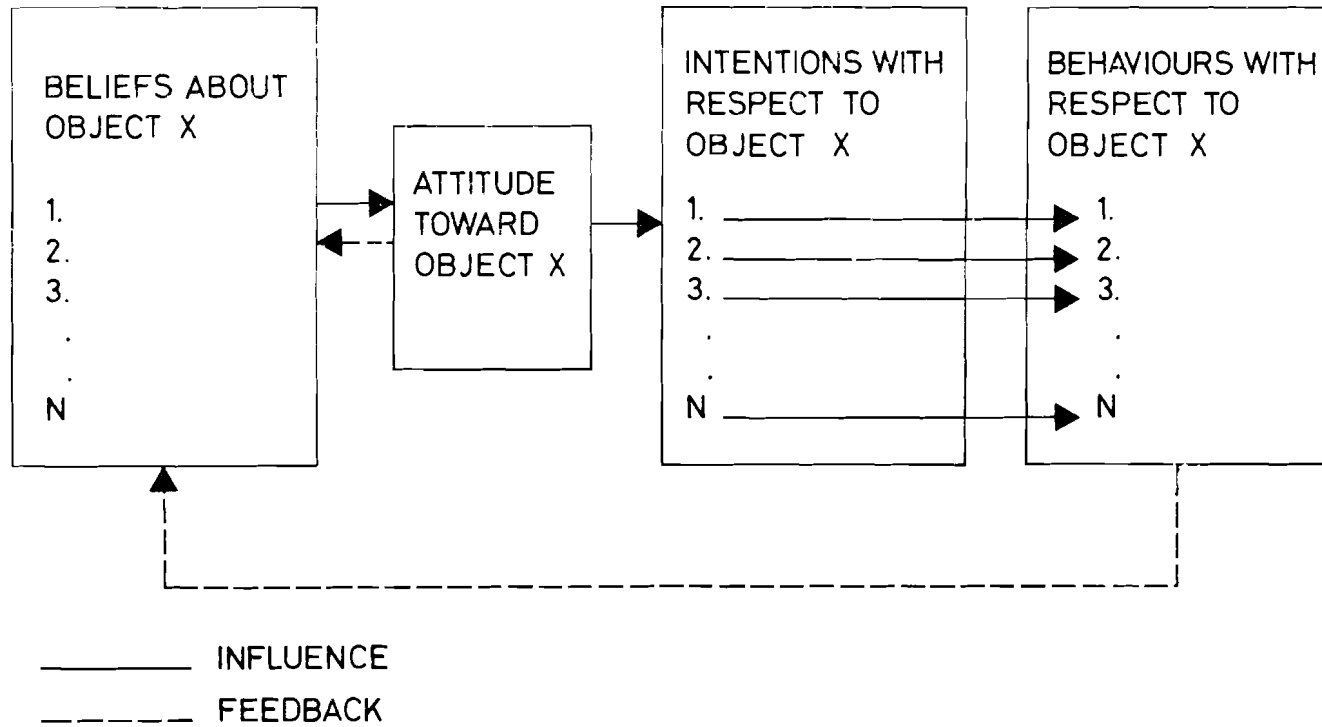 BELIEFS ABOUT
OBJECT X
1.
2.
3.
.
.
N
ATTITUDE
TOWARD
OBJECT X
INTENTIONS WITH
RESPECT TO
OBJECT X
1.
2.
3.
.
.
N
BEHAVIOURS WITH
RESPECT TO
OBJECT X
1.
2.
3.
.
.
N
INFLUENCE
FEEDBACK